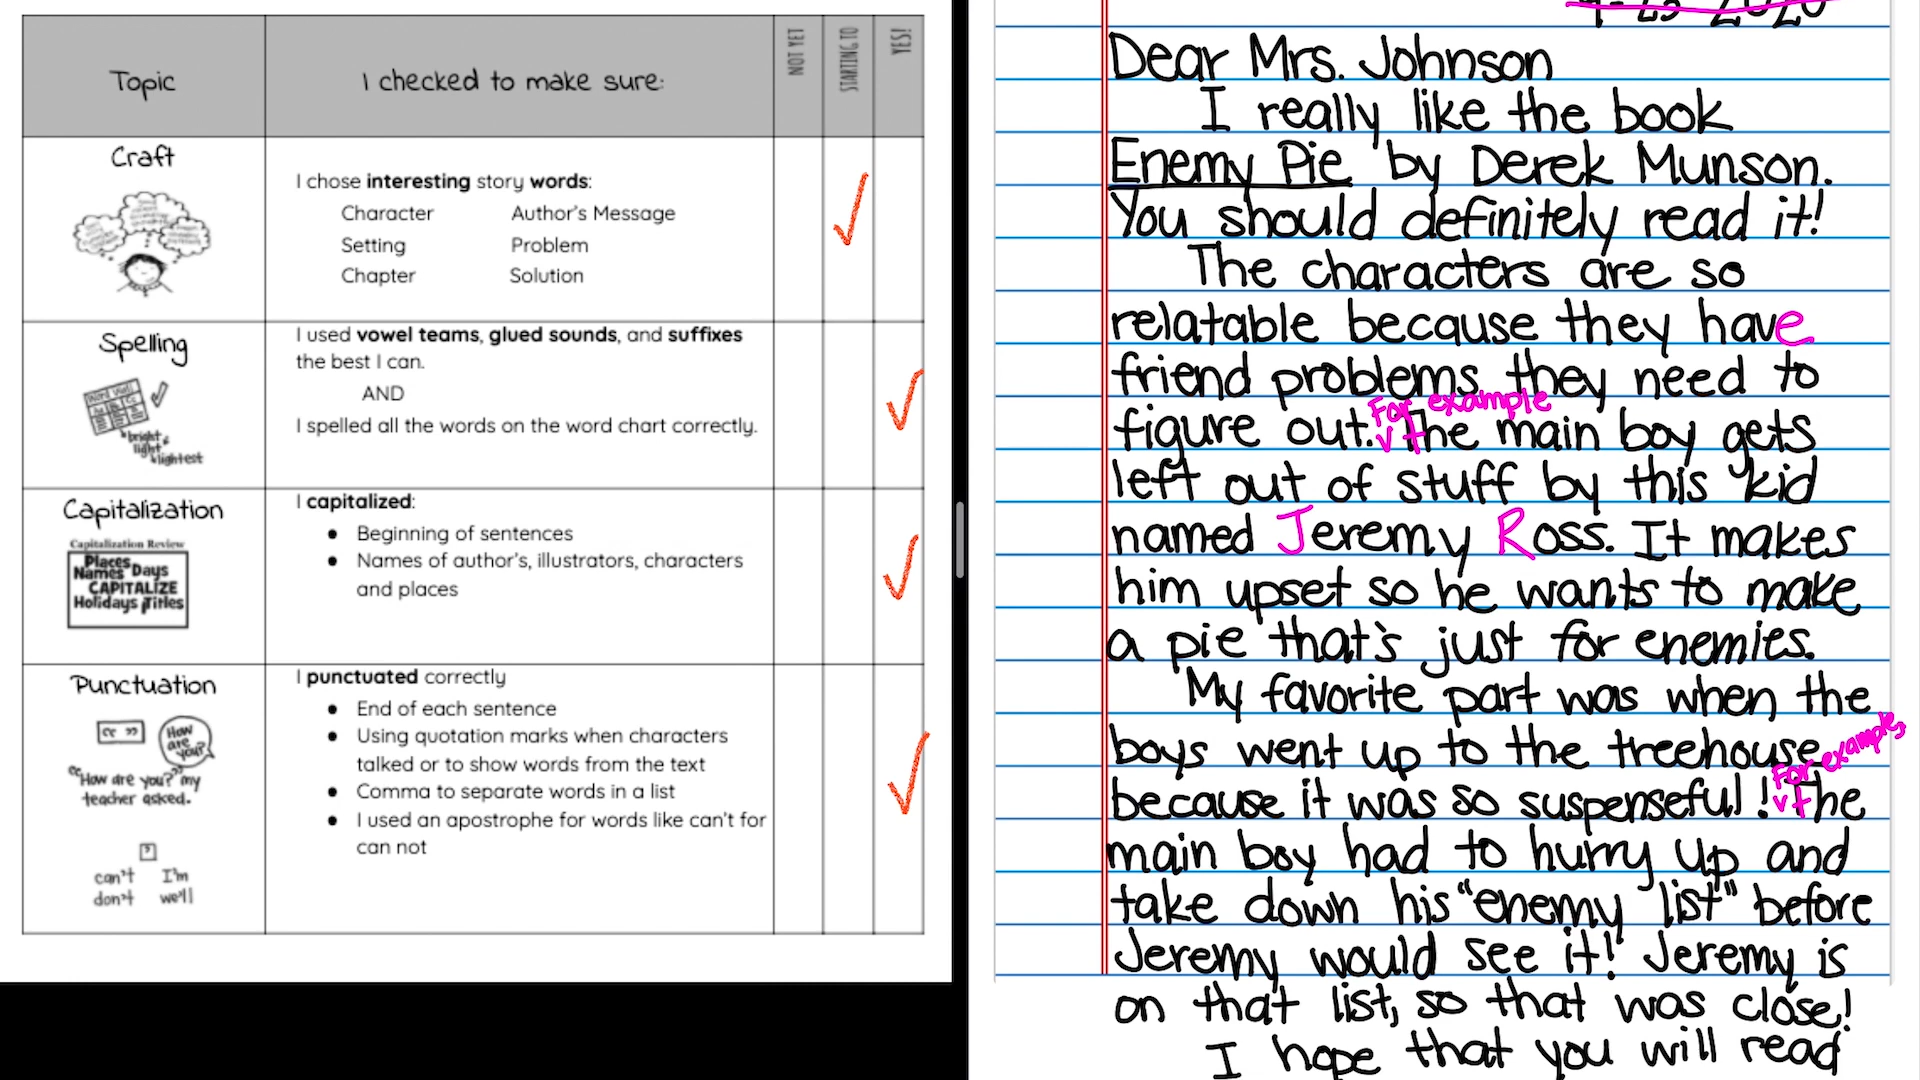 Topic
I checked to make sure:
NOT YET
STARTING TO
YES!
Craft
I chose interesting story words:
Character Author's Message
Setting Problem
Chapter Solution
Spelling
Word Wall
bright
light
lightest
I used vowel teams, glued sounds, and suffixes
the best I can.
AND
I spelled all the words on the word chart correctly.
Capitalization
Capitalization Review
Places
Names Days
CAPITALIZE
Holidays Titles
I capitalized:
● Beginning of sentences
● Names of author's, illustrators, characters
and places
Punctuation
“ ”
How are you?
"How are you?" my
teacher asked.
'
can't I'm
don't we'll
I punctuated correctly
● End of each sentence
● Using quotation marks when characters
talked or to show words from the text
● Comma to separate words in a list
● I used an apostrophe for words like can't for
can not
Dear Mrs. Johnson
I really like the book
Enemy Pie by Derek Munson.
You should definitely read it!
The characters are so
relatable because they have
friend problems they need to
For example
figure out. The main boy gets
left out of stuff by this kid
named Jeremy Ross. It makes
him upset so he wants to make
a pie that's just for enemies.
My favorite part was when the
boys went up to the treehouse
For example,
because it was so suspenseful! The
main boy had to hurry up and
take down his "enemy list" before
Jeremy would see it! Jeremy is
on that list, so that was close!
I hope that you will read